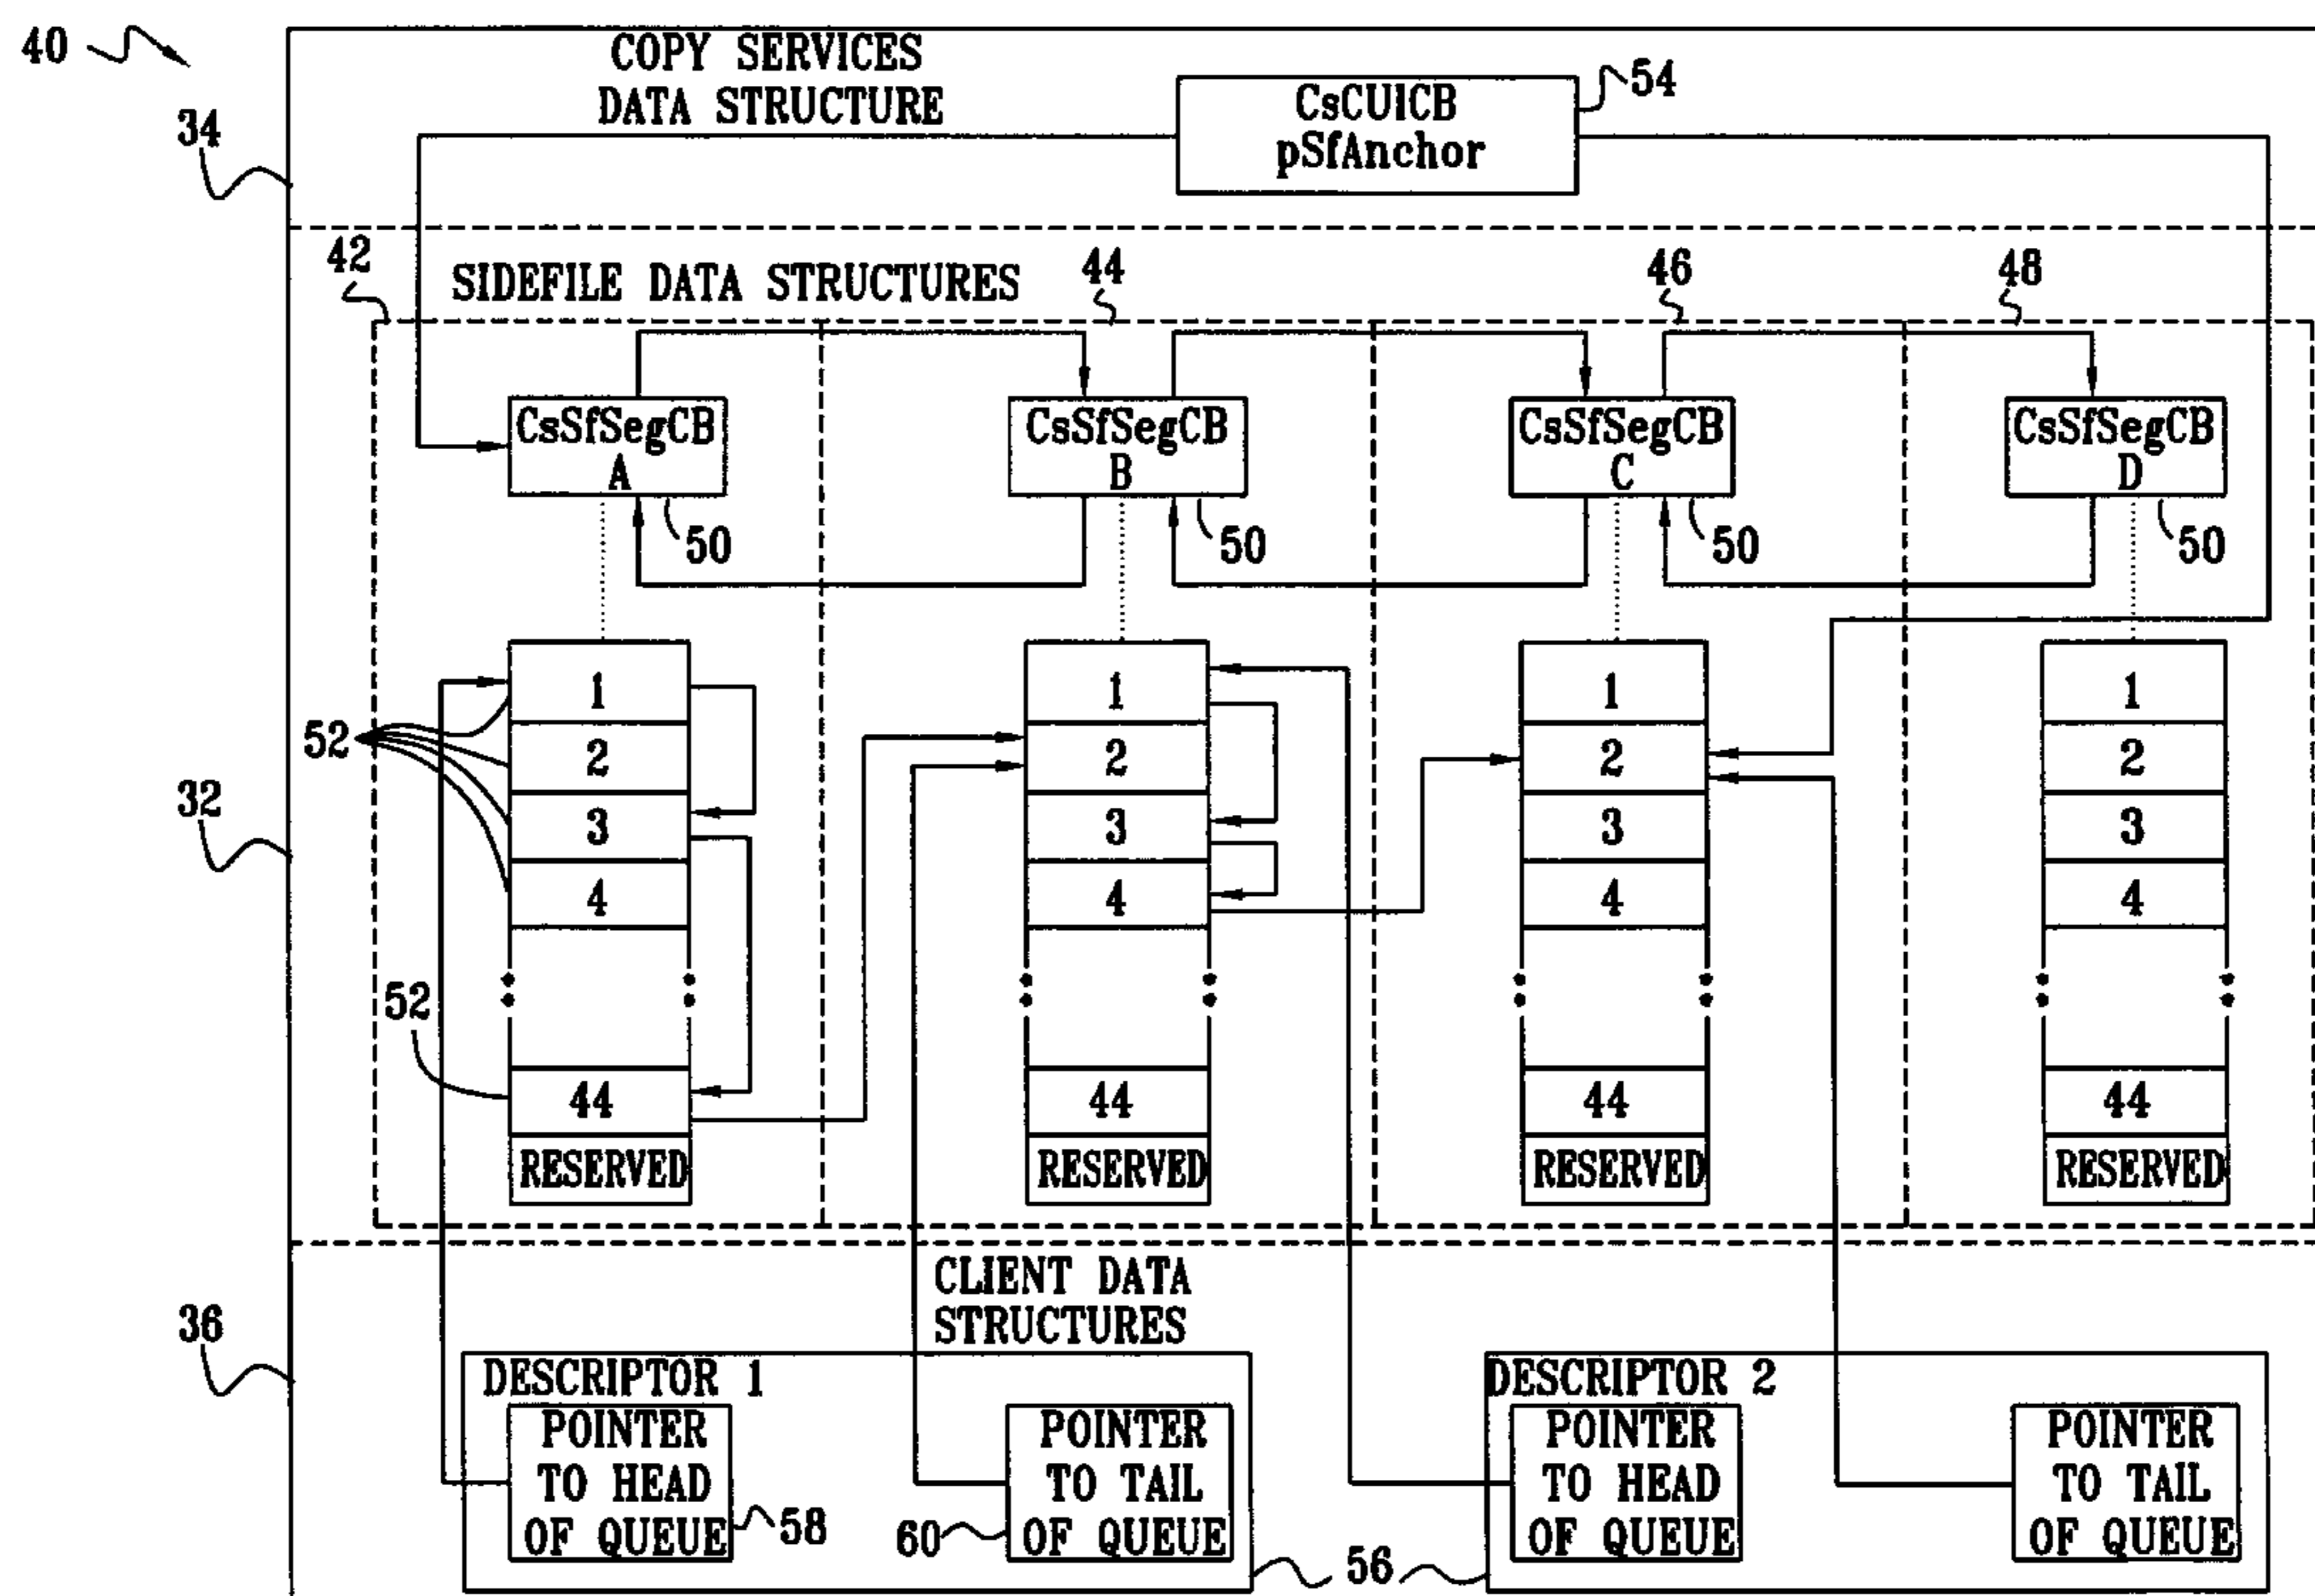 40
COPY SERVICES
DATA STRUCTURE
CsCUICB
pSfAnchor
54
34
42
SIDEFILE DATA STRUCTURES
44
46
48
CsSfSegCB
A
CsSfSegCB
B
CsSfSegCB
C
CsSfSegCB
D
50
50
50
50
52
32
1
2
3
4
44
RESERVED
52
1
2
3
4
44
RESERVED
1
2
3
4
44
RESERVED
1
2
3
4
44
RESERVED
36
CLIENT DATA
STRUCTURES
DESCRIPTOR 1
POINTER
TO HEAD
OF QUEUE
58
60
POINTER
TO TAIL
OF QUEUE
56
DESCRIPTOR 2
POINTER
TO HEAD
OF QUEUE
POINTER
TO TAIL
OF QUEUE